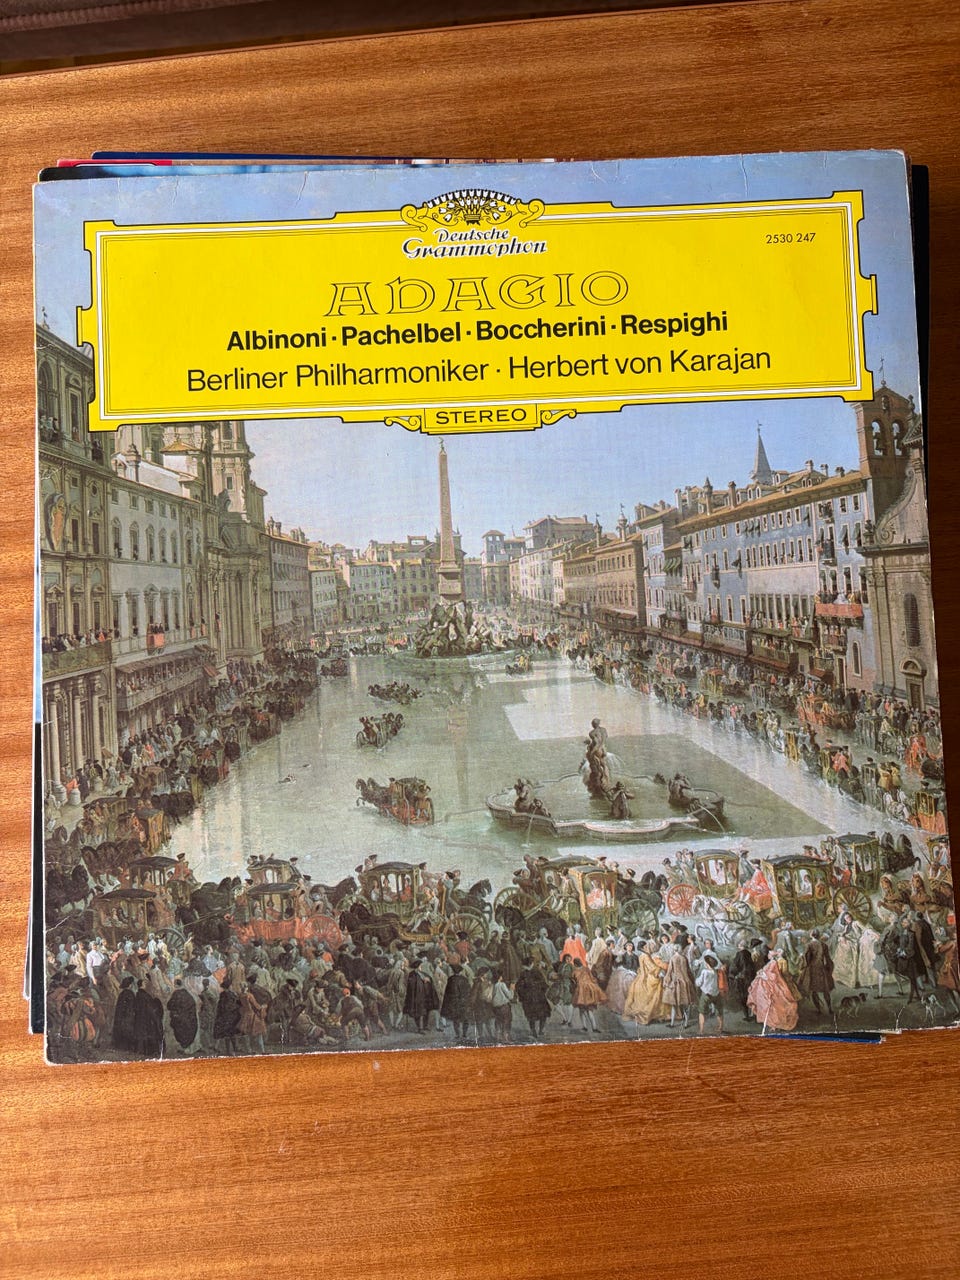 Deutsche
Grammophon
2530 247
ADAGIO
Albinoni · Pachelbel · Boccherini · Respighi
Berliner Philharmoniker · Herbert von Karajan
STEREO